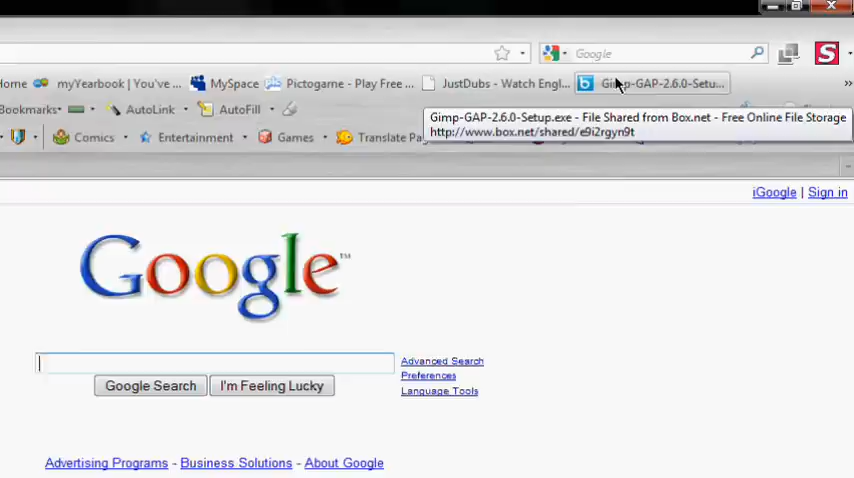 Google
Home
myYearbook | You've ...
MySpace
Pictogame - Play Free ...
JustDubs - Watch Engl...
Gimp-GAP-2.6.0-Setu...
»
Bookmarks
AutoLink
AutoFill
Gimp-GAP-2.6.0-Setup.exe - File Shared from Box.net - Free Online File Storage
http://www.box.net/shared/e9i2rgyn9t
Comics
Entertainment
Games
Translate Pag
iGoogle | Sign in
Google™
Advanced Search
Preferences
Language Tools
Google Search
I'm Feeling Lucky
Advertising Programs - Business Solutions - About Google